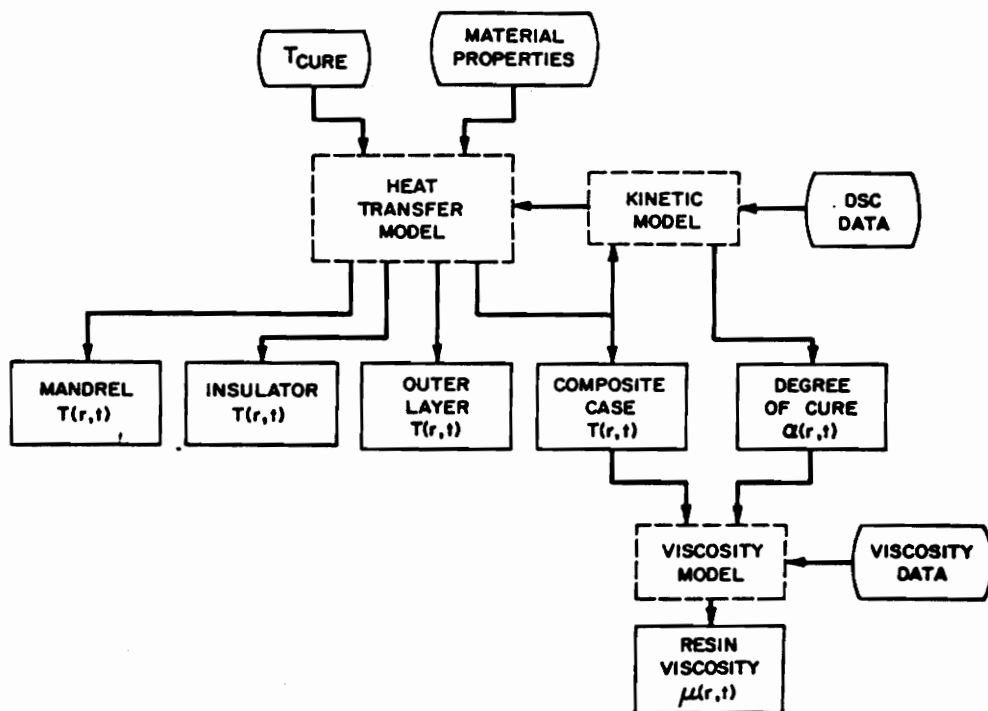 TCURE
MATERIAL
PROPERTIES
HEAT
TRANSFER
MODEL
KINETIC
MODEL
DSC
DATA
MANDREL
T(r,t)
INSULATOR
T(r,t)
OUTER
LAYER
T(r,t)
COMPOSITE
CASE
T(r,t)
DEGREE
OF CURE
α(r,t)
VISCOSITY
MODEL
VISCOSITY
DATA
RESIN
VISCOSITY
μ(r,t)